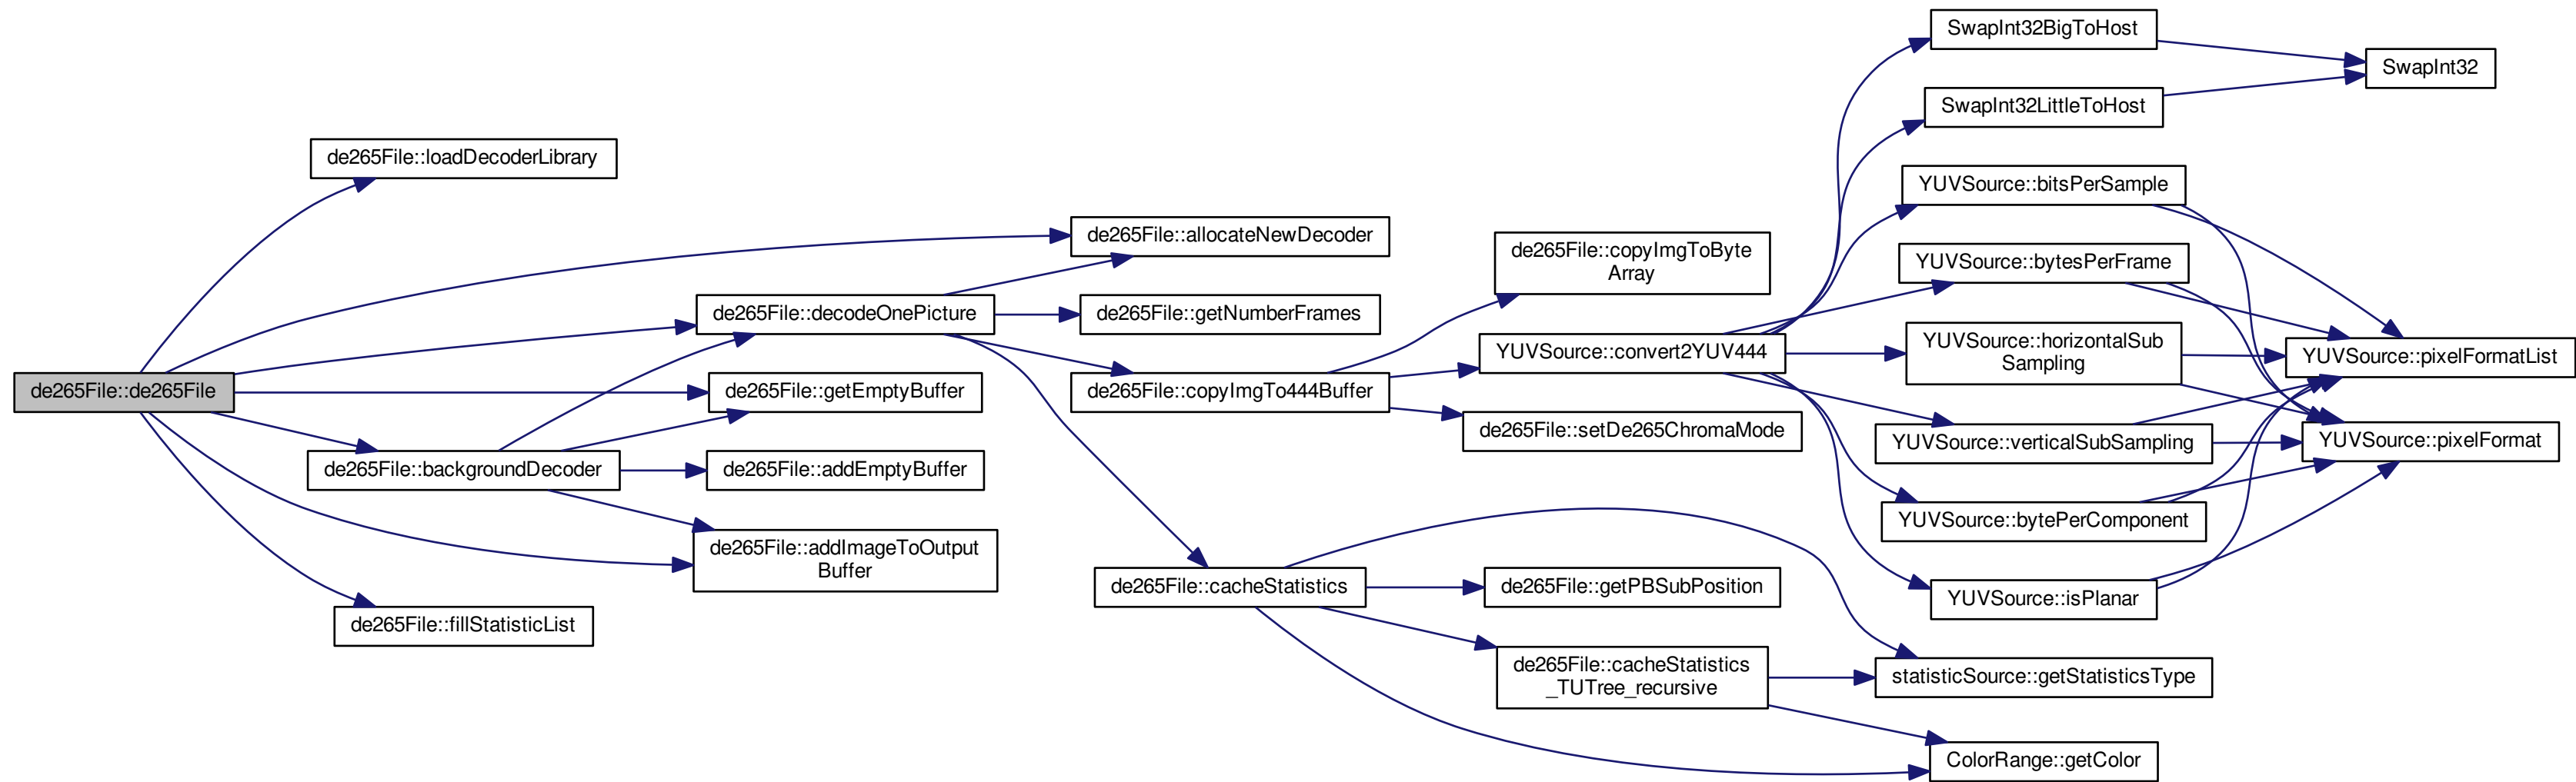 de265File::de265File
de265File::loadDecoderLibrary
de265File::allocateNewDecoder
de265File::decodeOnePicture
de265File::getNumberFrames
de265File::getEmptyBuffer
de265File::backgroundDecoder
de265File::addEmptyBuffer
de265File::addImageToOutput
Buffer
de265File::fillStatisticList
de265File::copyImgTo444Buffer
de265File::cacheStatistics
de265File::copyImgToByte
Array
YUVSource::convert2YUV444
de265File::setDe265ChromaMode
de265File::getPBSubPosition
de265File::cacheStatistics
_TUTree_recursive
SwapInt32BigToHost
SwapInt32LittleToHost
SwapInt32
YUVSource::bitsPerSample
YUVSource::bytesPerFrame
YUVSource::horizontalSub
Sampling
YUVSource::verticalSubSampling
YUVSource::bytePerComponent
YUVSource::isPlanar
YUVSource::pixelFormatList
YUVSource::pixelFormat
statisticSource::getStatisticsType
ColorRange::getColor